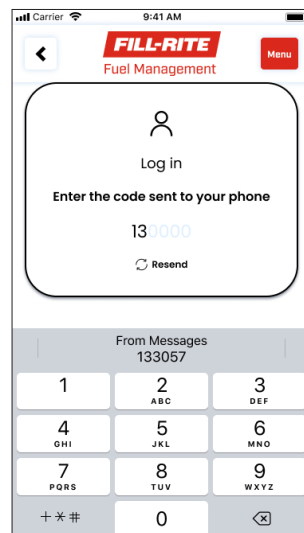 Carrier 9:41 AM
FILL-RITE
Fuel Management
Menu
Log in
Enter the code sent to your phone
130000
Resend
From Messages
133057
1 2 3
ABC DEF
4 5 6
GHI JKL MNO
7 8 9
PQRS TUV WXYZ
+*# 0